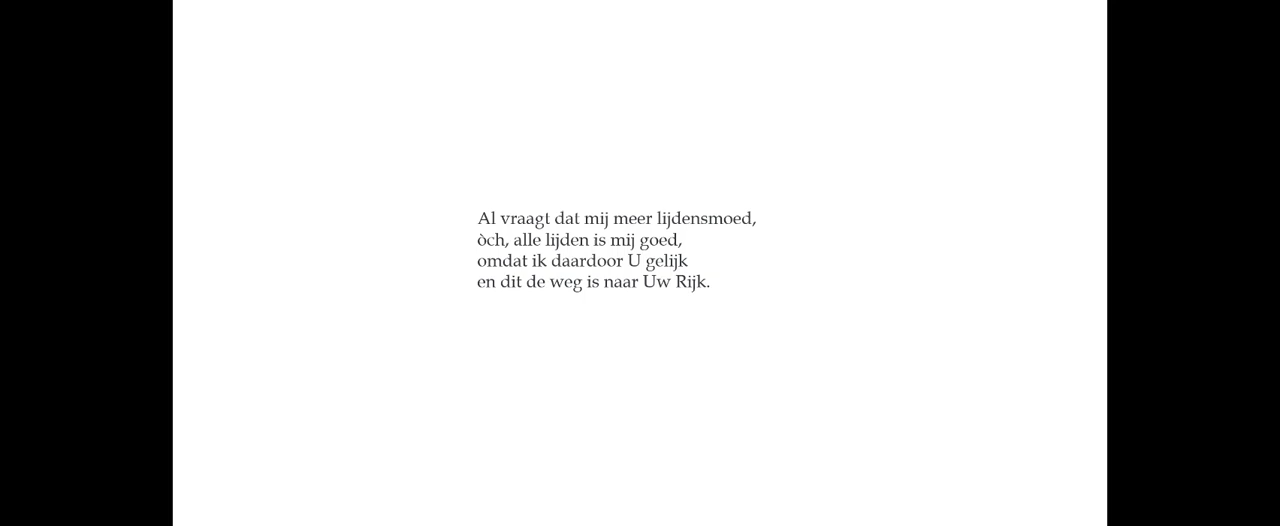 Al vraagt dat mij meer lijdensmoed,
òch, alle lijden is mij goed,
omdat ik daardoor U gelijk
en dit de weg is naar Uw Rijk.